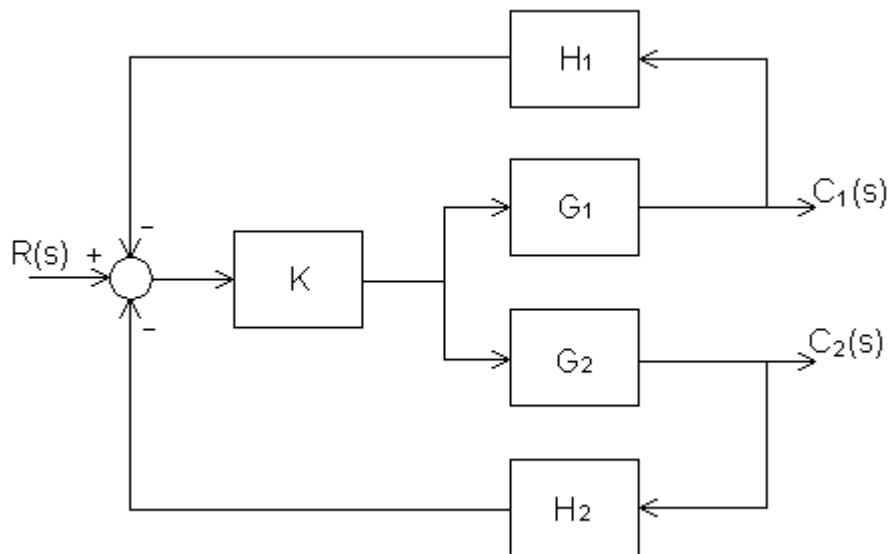 H₁
G₁
C₁(s)
R(s)
+
−
−
K
G₂
C₂(s)
H₂